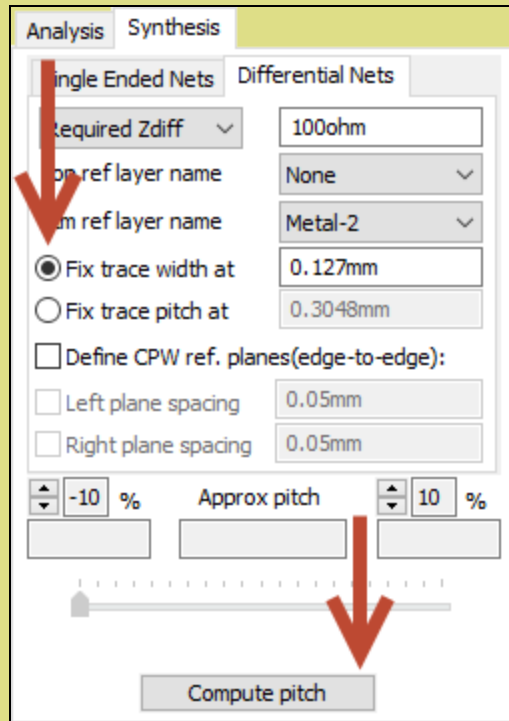 Analysis Synthesis
ingle Ended Nets Differential Nets
equired Zdiff 100ohm
ref layer name None
m ref layer name Metal-2
Fix trace width at 0.127mm
Fix trace pitch at 0.3048mm
Define CPW ref. planes(edge-to-edge):
Left plane spacing 0.05mm
Right plane spacing 0.05mm
-10 % Approx pitch 10 %
Compute pitch